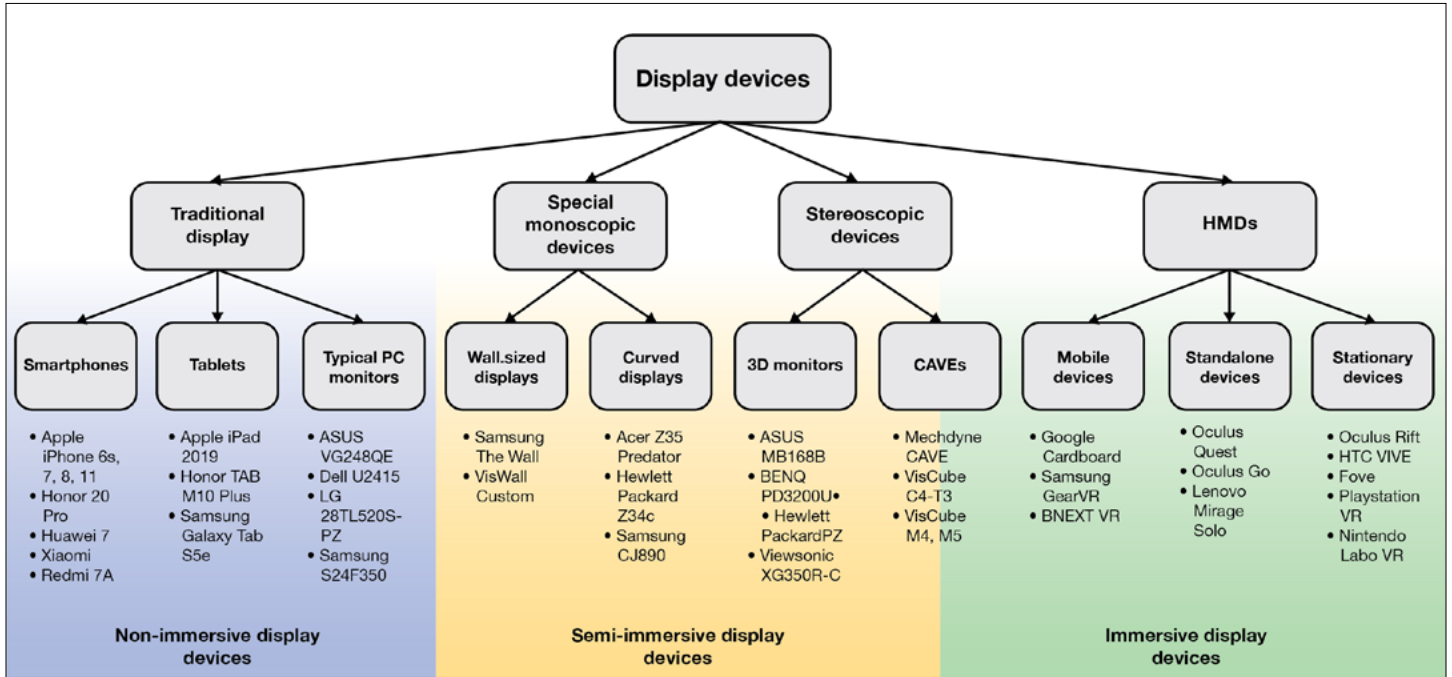 Display devices
Traditional
display
Special
monoscopic
devices
Stereoscopic
devices
HMDs
Smartphones
Tablets
Typical PC
monitors
Wall.sized
displays
Curved
displays
3D monitors
CAVEs
Mobile
devices
Standalone
devices
Stationary
devices
• Apple
iPhone 6s,
7, 8, 11
• Honor 20
Pro
• Huawei 7
• Xiaomi
• Redmi 7A
• Apple iPad
2019
• Honor TAB
M10 Plus
• Samsung
Galaxy Tab
S5e
• ASUS
VG248QE
• Dell U2415
• LG
28TL520S-
PZ
• Samsung
S24F350
• Samsung
The Wall
• VisWall
Custom
• Acer Z35
Predator
• Hewlett
Packard
Z34c
• Samsung
CJ890
• ASUS
MB168B
• BENQ
PD3200U•
• Hewlett
PackardPZ
• Viewsonic
XG350R-C
• Mechdyne
CAVE
• VisCube
C4-T3
• VisCube
M4, M5
• Google
Cardboard
• Samsung
GearVR
• BNEXT VR
• Oculus
Quest
• Oculus Go
• Lenovo
Mirage
Solo
• Oculus Rift
• HTC VIVE
• Fove
• Playstation
VR
• Nintendo
Labo VR
Non-immersive display
devices
Semi-immersive display
devices
Immersive display
devices